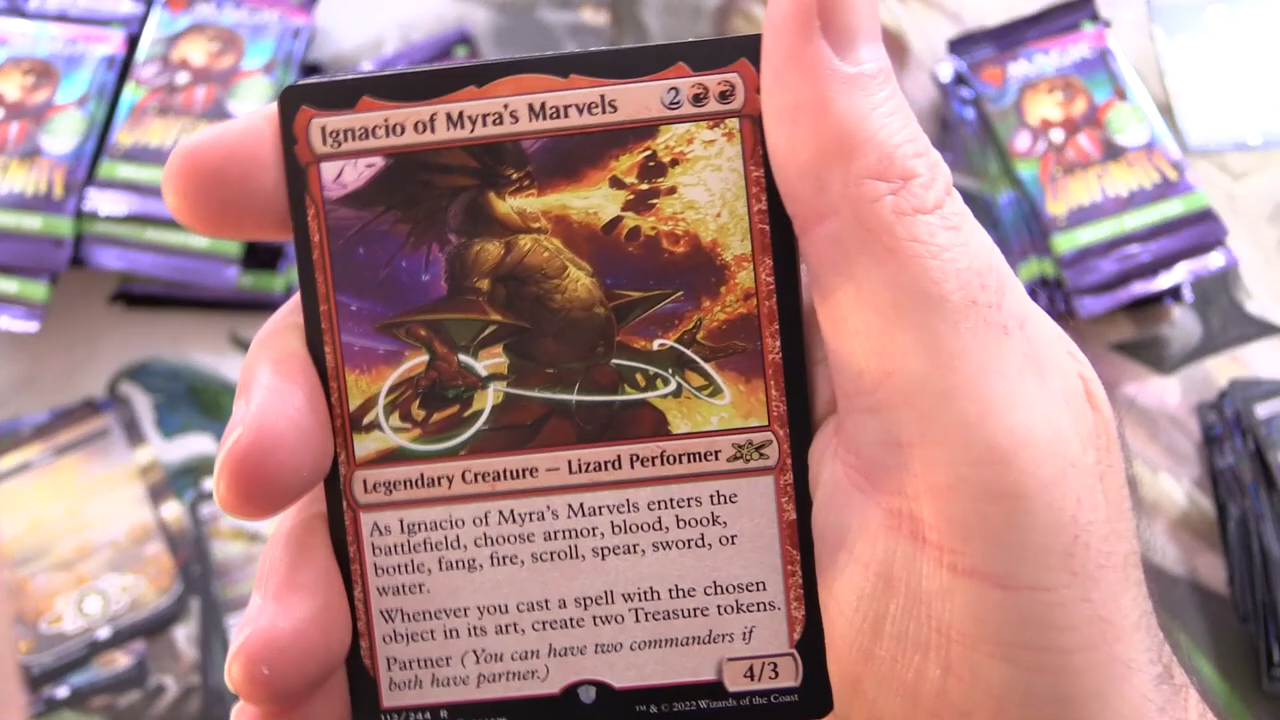 Ignacio of Myra's Marvels 2
Legendary Creature — Lizard Performer
As Ignacio of Myra's Marvels enters the
battlefield, choose armor, blood, book,
bottle, fang, fire, scroll, spear, sword, or
water.
Whenever you cast a spell with the chosen
object in its art, create two Treasure tokens.
Partner (You can have two commanders if
both have partner.)
4/3
112/244 R
™ & © 2022 Wizards of the Coast